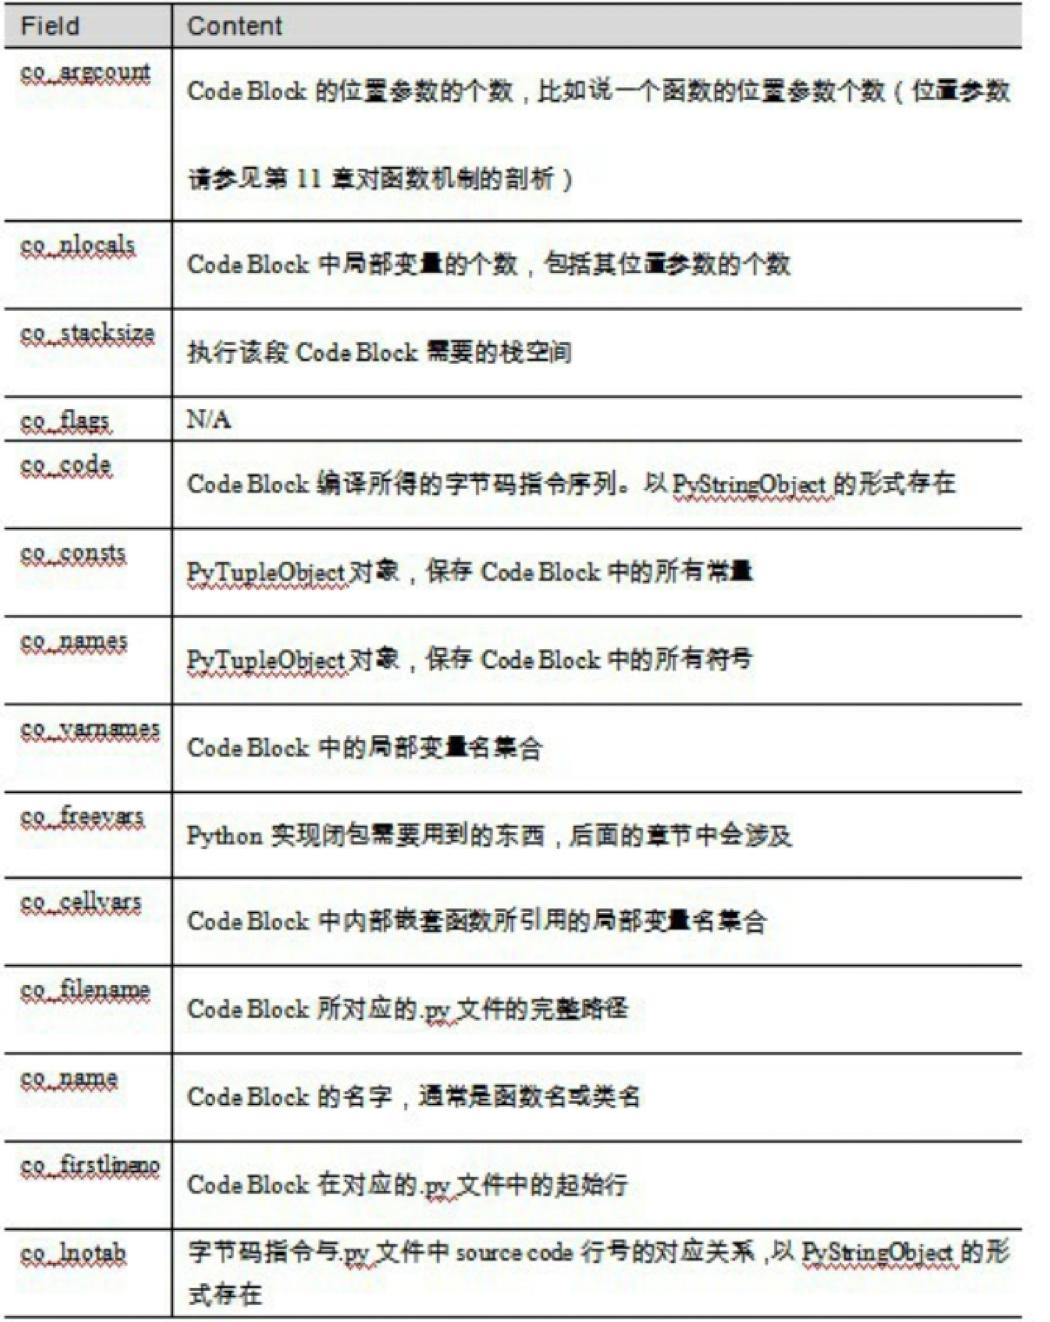 Field Content
co_argcount Code Block 的位置参数的个数，比如说一个函数的位置参数个数（位置参数
请参见第 11 章对函数机制的剖析）
co_nlocals Code Block 中局部变量的个数，包括其位置参数的个数
co_stacksize 执行该段 Code Block 需要的栈空间
co_flags N/A
co_code Code Block 编译所得的字节码指令序列。以 PyStringObject 的形式存在
co_consts PyTupleObject 对象，保存 Code Block 中的所有常量
co_names PyTupleObject 对象，保存 Code Block 中的所有符号
co_varnames Code Block 中的局部变量名集合
co_freevars Python 实现闭包需要用到的东西，后面的章节中会涉及
co_cellvars Code Block 中内部嵌套函数所引用的局部变量名集合
co_filename Code Block 所对应的.py 文件的完整路径
co_name Code Block 的名字，通常是函数名或类名
co_firstlineno Code Block 在对应的.py 文件中的起始行
co_lnotab 字节码指令与.py 文件中 source code 行号的对应关系,以 PyStringObject 的形
式存在